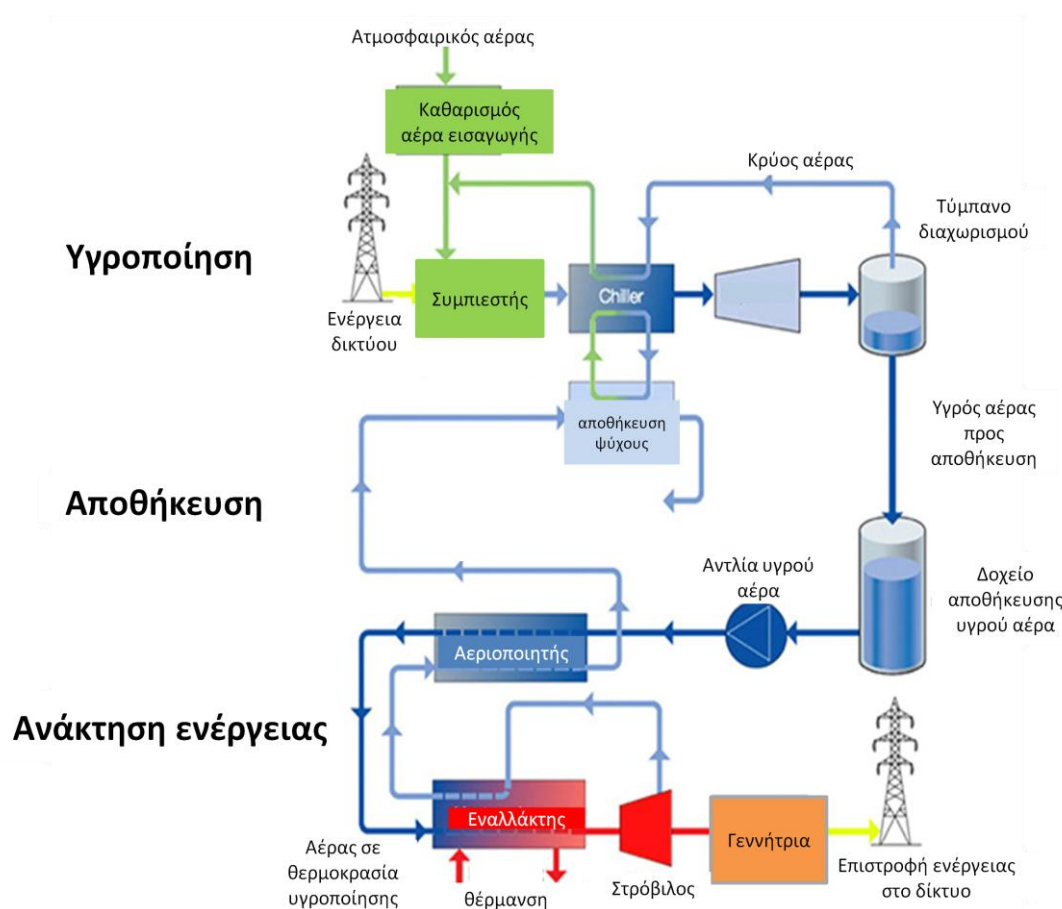 Ατμοσφαιρικός αέρας
Καθαρισμός
αέρα εισαγωγής
Κρύος αέρας
Τύμπανο
διαχωρισμού
Υγροποίηση
Συμπιεστής
Chiller
Ενέργεια
δικτύου
αποθήκευση
ψύχους
Υγρός αέρας
προς
αποθήκευση
Αποθήκευση
Αντλία υγρού
αέρα
Δοχείο
αποθήκευσης
υγρού αέρα
Αεριοποιητής
Ανάκτηση ενέργειας
Εναλλάκτης
Γεννήτρια
Αέρας σε
θερμοκρασία
υγροποίησης
θέρμανση
Στρόβιλος
Επιστροφή ενέργειας
στο δίκτυο